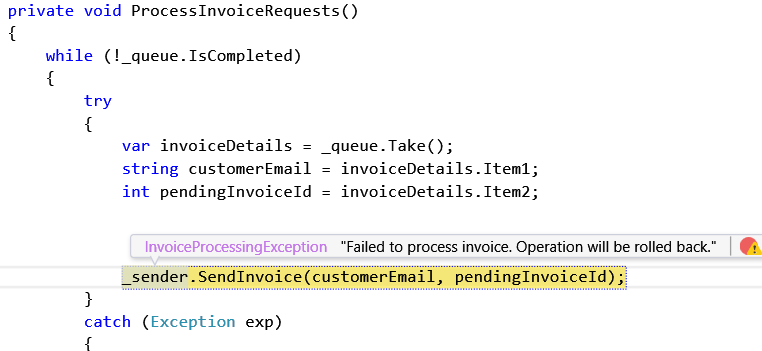 private void ProcessInvoiceRequests()
{
while (!_queue.IsCompleted)
{
try
{
var invoiceDetails = _queue.Take();
string customerEmail = invoiceDetails.Item1;
int pendingInvoiceId = invoiceDetails.Item2;
InvoiceProcessingException "Failed to process invoice. Operation will be rolled back."
_sender.SendInvoice(customerEmail, pendingInvoiceId);
}
catch (Exception exp)
{